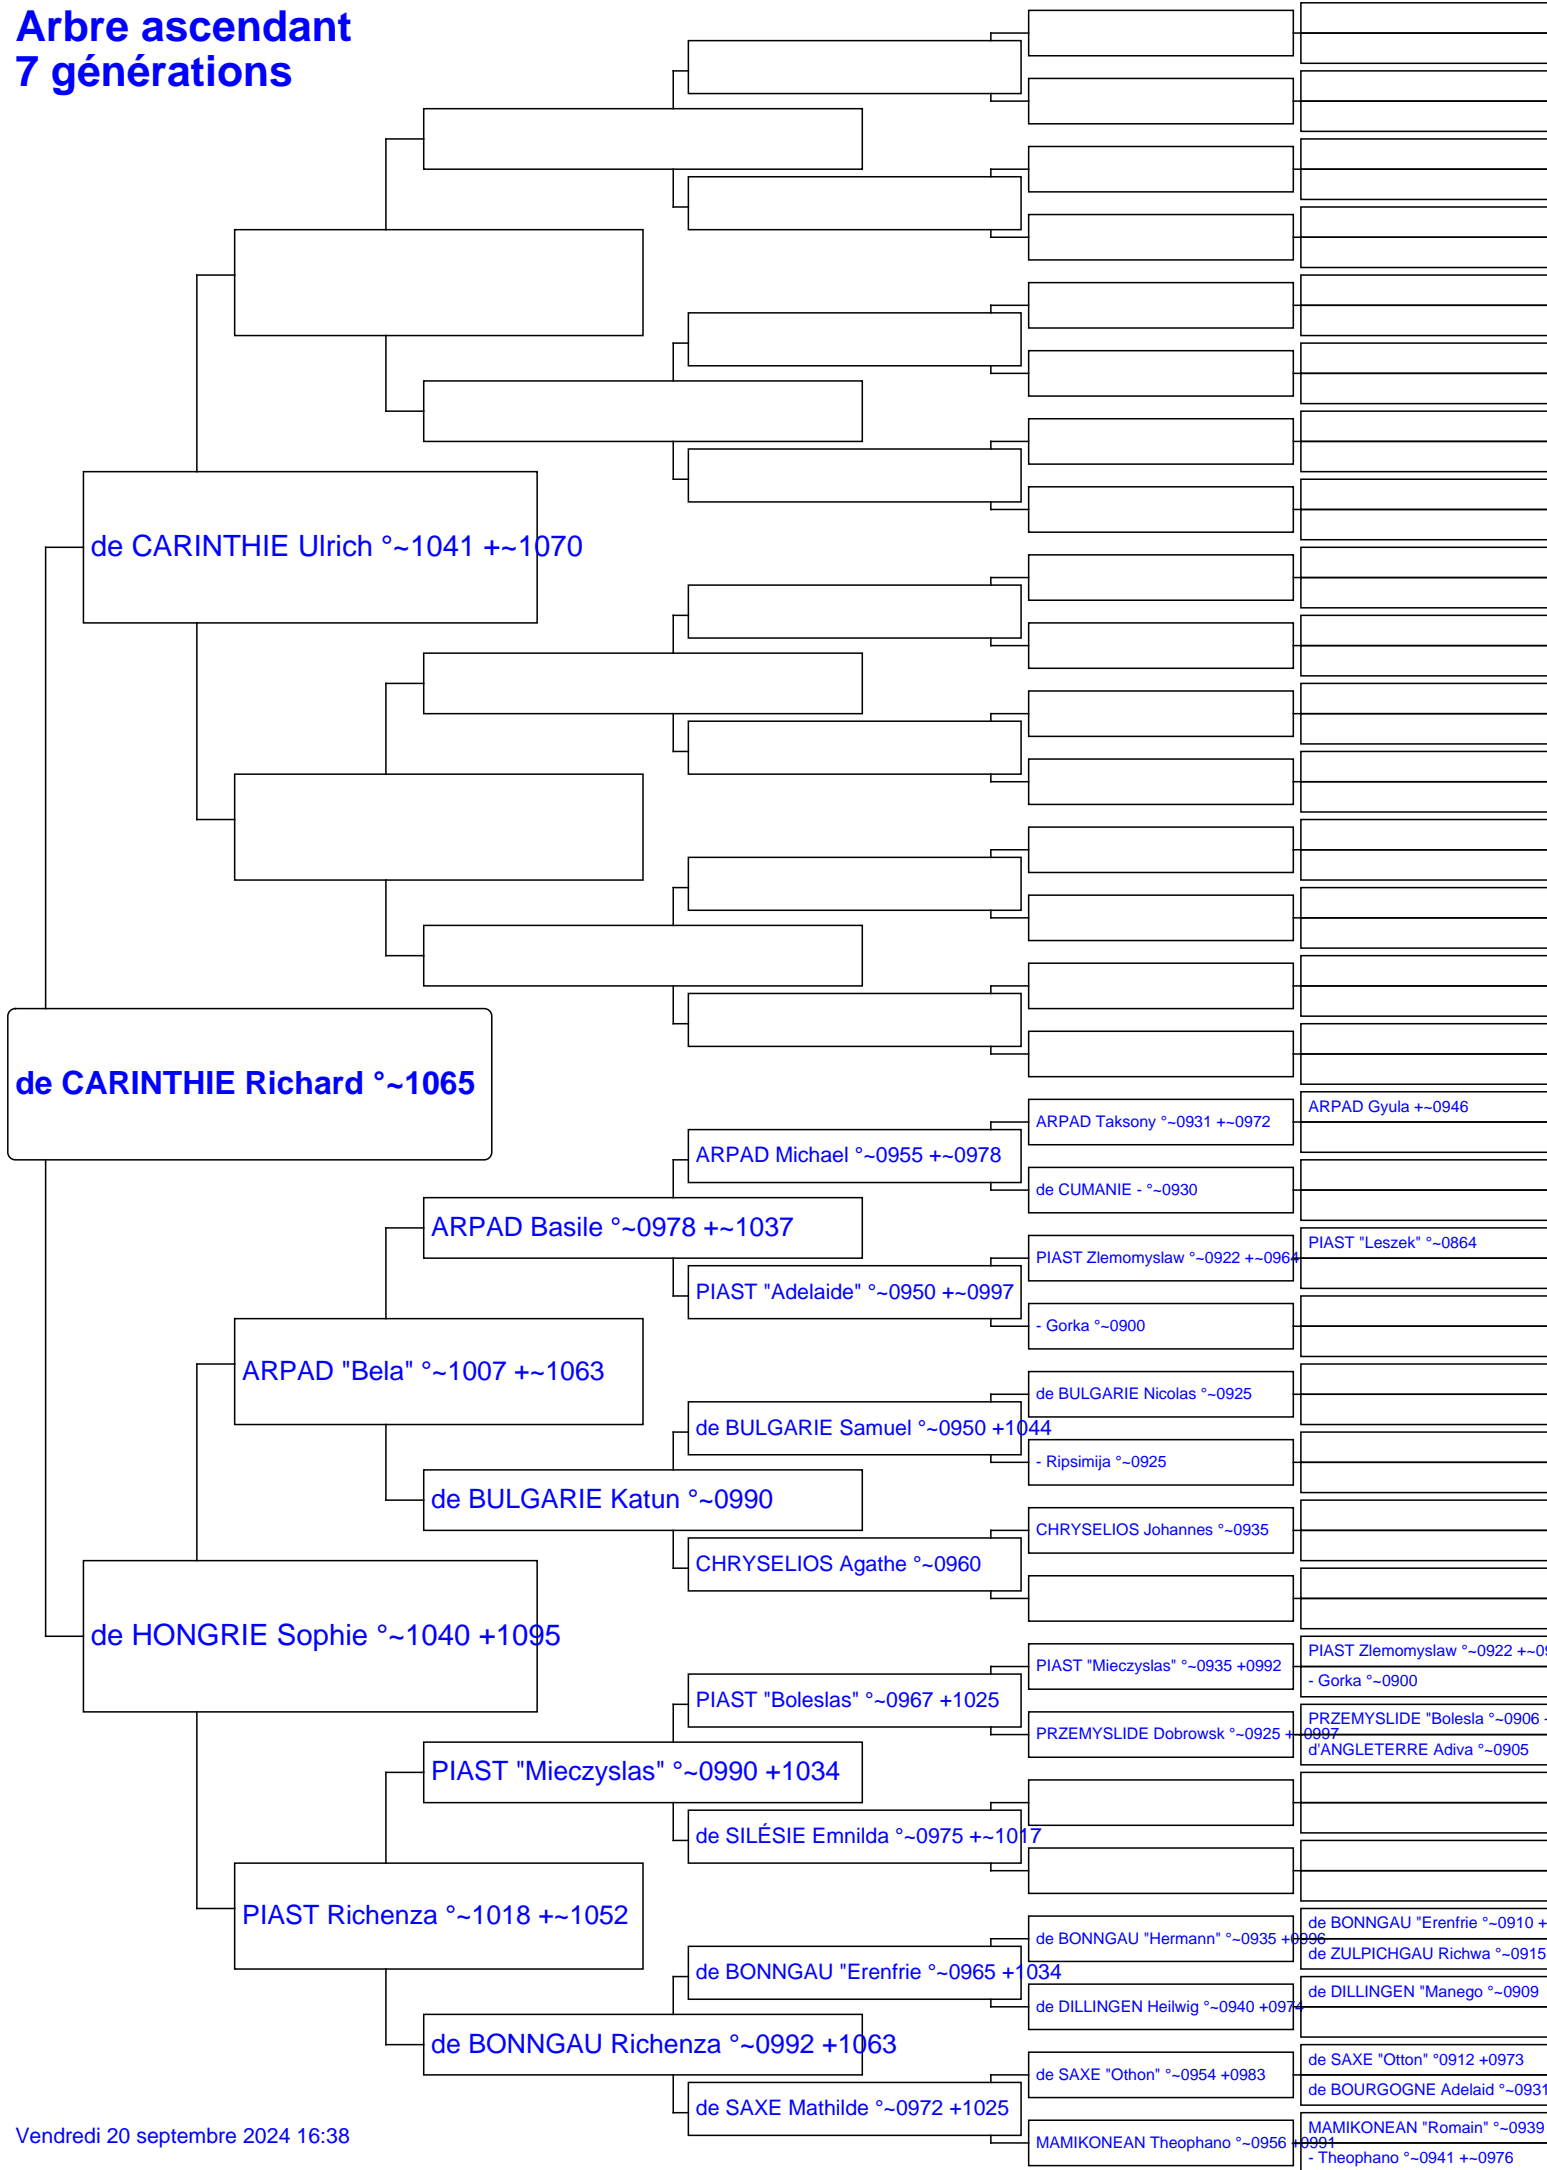 Arbre ascendant
7 générations
de CARINTHIE Ulrich °~1041 +~1070
de CARINTHIE Richard °~1065
ARPAD Gyula +~0946
ARPAD Taksony °~0931 +~0972
ARPAD Michael °~0955 +~0978
de CUMANIE - °~0930
ARPAD Basile °~0978 +~1037
PIAST "Leszek" °~0864
PIAST Zlemomyslaw °~0922 +~0964
PIAST "Adelaide" °~0950 +~0997
- Gorka °~0900
ARPAD "Bela" °~1007 +~1063
de BULGARIE Nicolas °~0925
de BULGARIE Samuel °~0950 +1044
- Ripsimija °~0925
de BULGARIE Katun °~0990
CHRYSELIOS Johannes °~0935
CHRYSELIOS Agathe °~0960
de HONGRIE Sophie °~1040 +1095
PIAST Zlemomyslaw °~0922 +~09
PIAST "Mieczyslas" °~0935 +0992
- Gorka °~0900
PIAST "Boleslas" °~0967 +1025
PRZEMYSLIDE "Bolesla °~0906 +
PRZEMYSLIDE Dobrowsk °~0925 +~0997
d'ANGLETERRE Adiva °~0905
PIAST "Mieczyslas" °~0990 +1034
de SILÉSIE Emnilda °~0975 +~1017
PIAST Richenza °~1018 +~1052
de BONNGAU "Erenfrie °~0910 +
de BONNGAU "Hermann" °~0935 +0996
de ZULPICHGAU Richwa °~0915
de BONNGAU "Erenfrie °~0965 +1034
de DILLINGEN "Manego °~0909
de DILLINGEN Heilwig °~0940 +0974
de BONNGAU Richenza °~0992 +1063
de SAXE "Otton" °0912 +0973
de SAXE "Othon" °~0954 +0983
de BOURGOGNE Adelaid °~0931
de SAXE Mathilde °~0972 +1025
MAMIKONEAN "Romain" °~0939
MAMIKONEAN Theophano °~0956 +0991
- Theophano °~0941 +~0976
Vendredi 20 septembre 2024 16:38